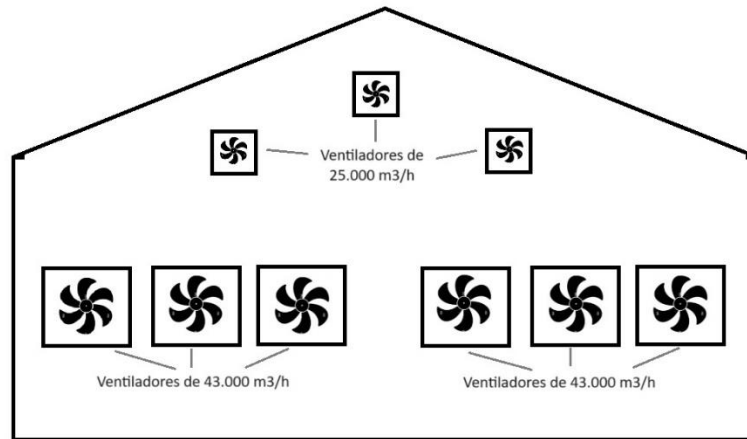 Ventiladores de
25.000 m3/h
Ventiladores de 43.000 m3/h
Ventiladores de 43.000 m3/h